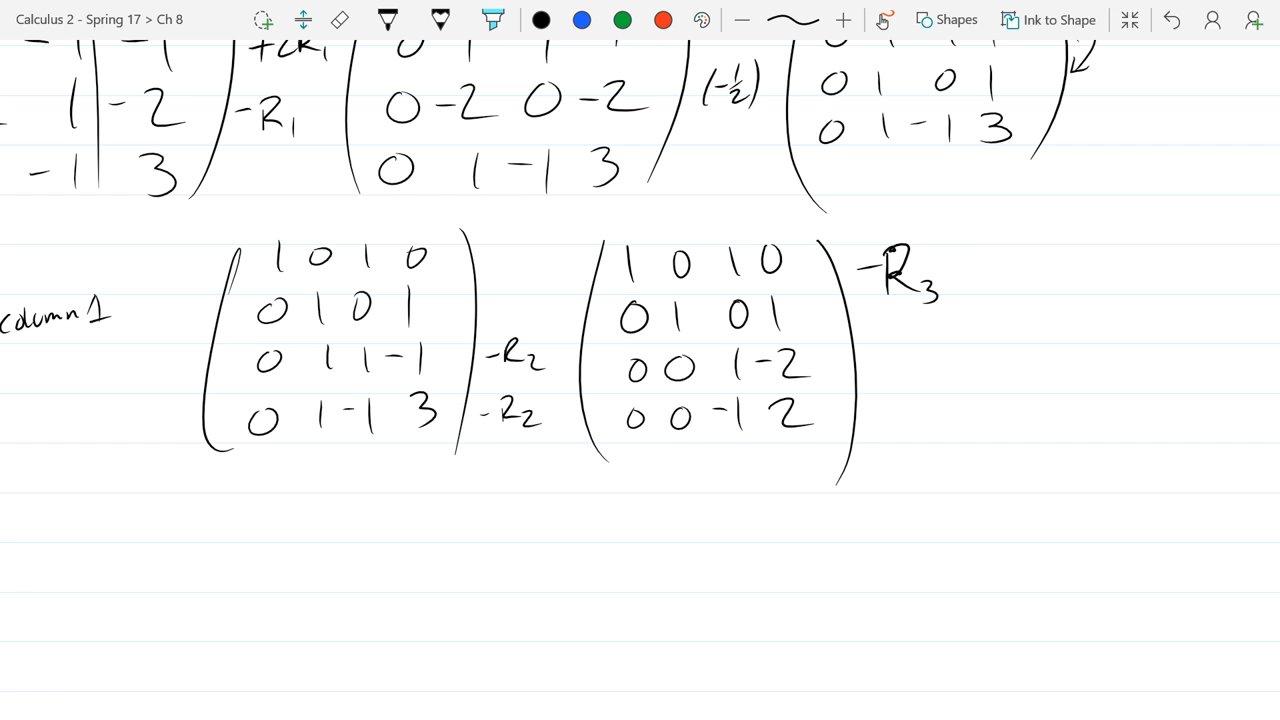 Calculus 2 - Spring 17 > Ch 8 Shapes Ink to Shape
+2R₁ 0 1 1
1 -2 -R₁ 0 -2 0 -2 (-½) 0 1 0 1
-1 3 0 1 -1 3 0 1 -1 3
1 0 1 0 1 0 1 0 -R₃
column 1 0 1 0 1 0 1 0 1
0 1 1 -1 -R₂ 0 0 1 -2
0 1 -1 3 -R₂ 0 0 -1 2